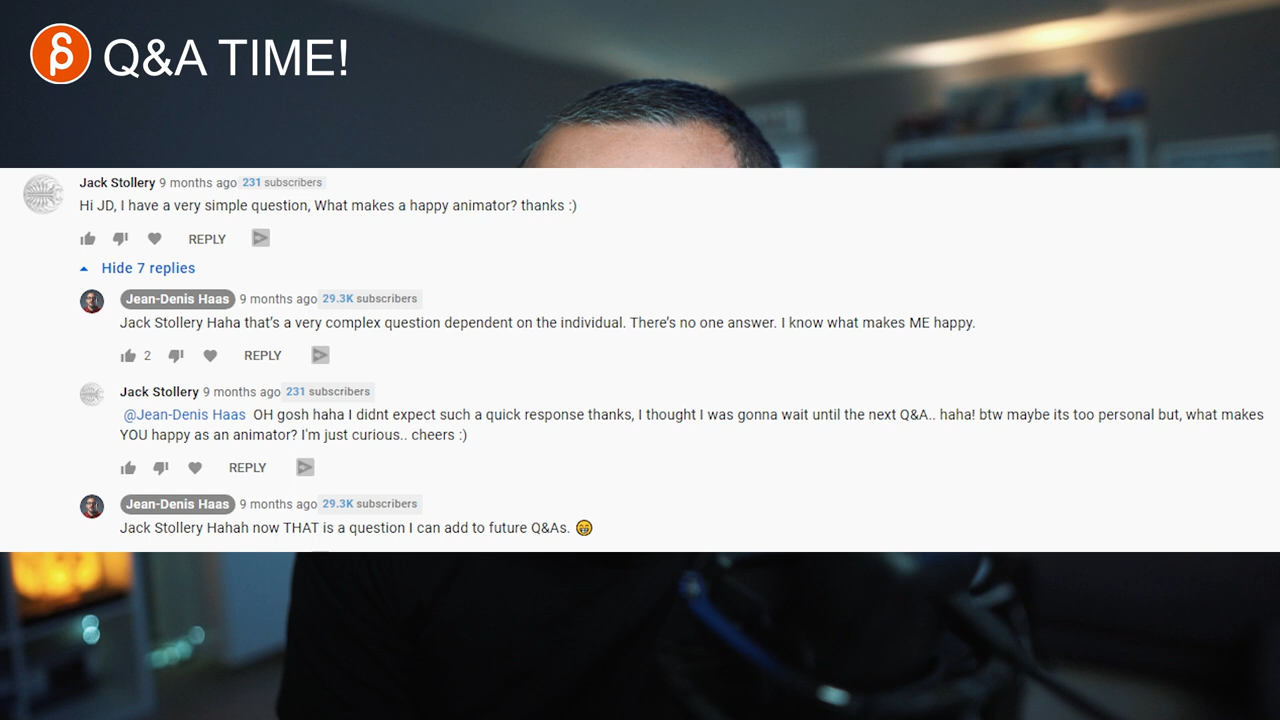 Q&A TIME!
Jack Stollery 9 months ago 231 subscribers
Hi JD, I have a very simple question, What makes a happy animator? thanks :)
REPLY
Hide 7 replies
Jean-Denis Haas 9 months ago 29.3K subscribers
Jack Stollery Haha that's a very complex question dependent on the individual. There's no one answer. I know what makes ME happy.
2 REPLY
Jack Stollery 9 months ago 231 subscribers
@Jean-Denis Haas OH gosh haha I didnt expect such a quick response thanks, I thought I was gonna wait until the next Q&A.. haha! btw maybe its too personal but, what makes
YOU happy as an animator? I'm just curious.. cheers :)
REPLY
Jean-Denis Haas 9 months ago 29.3K subscribers
Jack Stollery Hahah now THAT is a question I can add to future Q&As. 😁